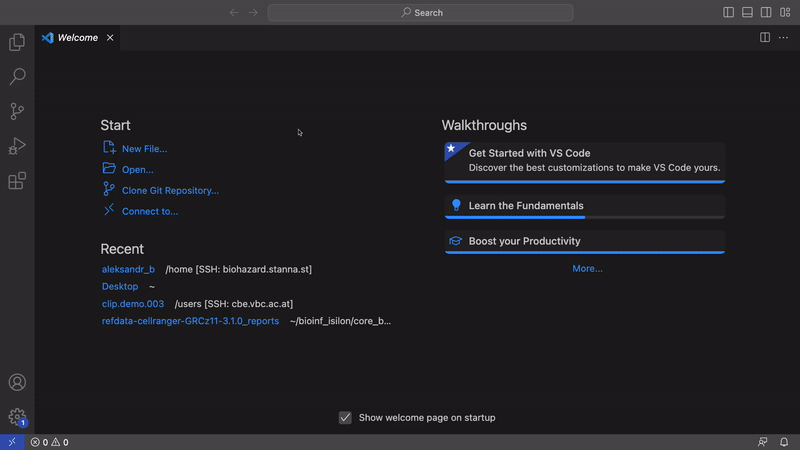 Search
Welcome
Start
New File...
Open...
Clone Git Repository...
Connect to...
Recent
aleksandr_b /home [SSH: biohazard.stanna.st]
Desktop ~
clip.demo.003 /users [SSH: cbe.vbc.ac.at]
refdata-cellranger-GRCz11-3.1.0_reports ~/bioinf_isilon/core_b...
Walkthroughs
Get Started with VS Code
Discover the best customizations to make VS Code yours.
Learn the Fundamentals
Boost your Productivity
More...
Show welcome page on startup
1
0 0